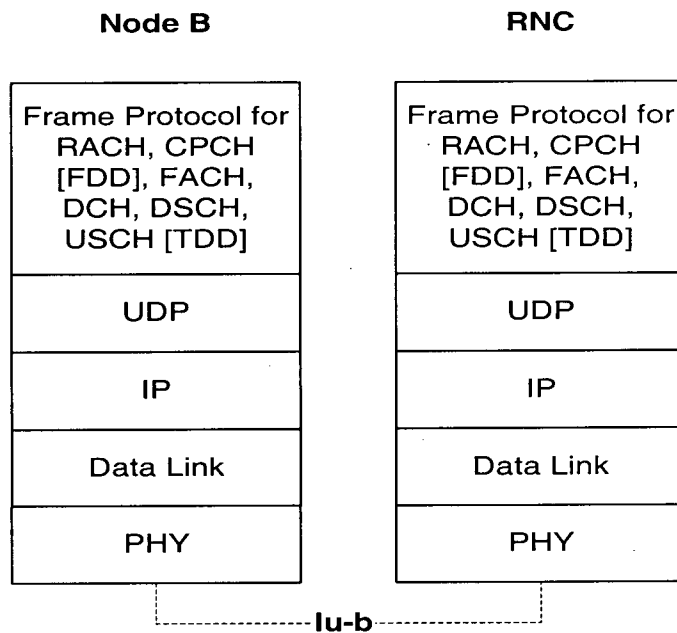 Node B
RNC
Frame Protocol for
RACH, CPCH
[FDD], FACH,
DCH, DSCH,
USCH [TDD]
UDP
IP
Data Link
PHY
Frame Protocol for
RACH, CPCH
[FDD], FACH,
DCH, DSCH,
USCH [TDD]
UDP
IP
Data Link
PHY
Iu-b